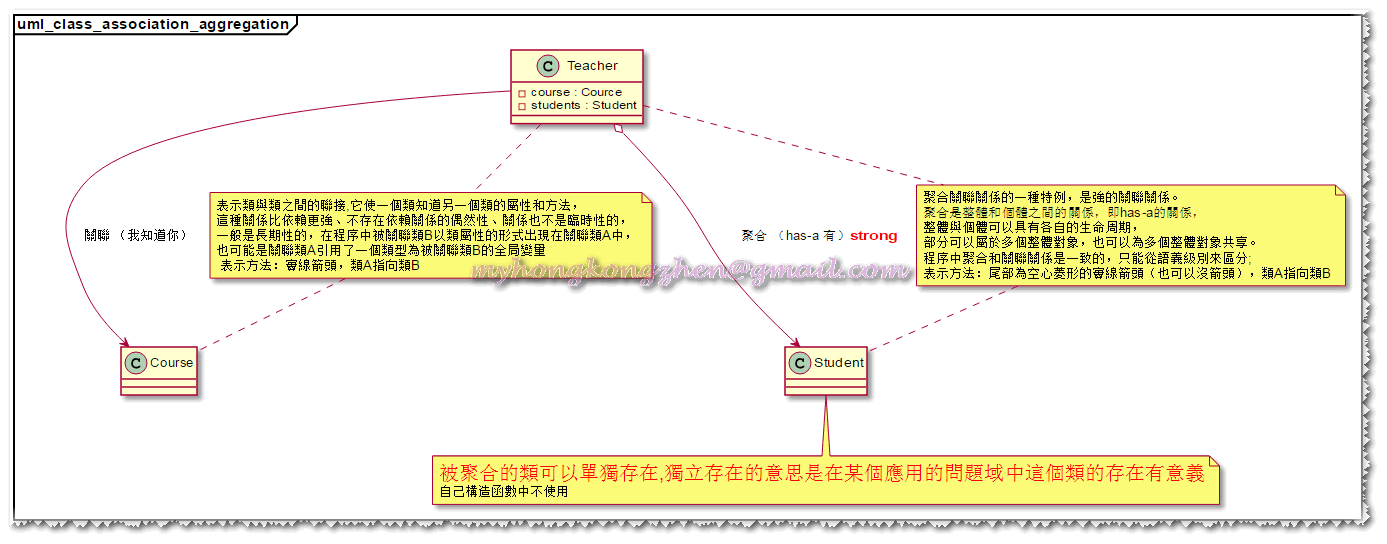 uml_class_association_aggregation
C Teacher
course : Cource
students : Student
表示類與類之間的聯接,它使一個類知道另一個類的屬性和方法，
這種關係比依賴更強、不存在依賴關係的偶然性、關係也不是臨時性的，
一般是長期性的，在程序中被關聯類B以類屬性的形式出現在關聯類A中，
也可能是關聯類A引用了一個類型為被關聯類B的全局變量
表示方法：實線箭頭，類A指向類B
聚合關聯關係的一種特例，是強的關聯關係。
聚合是整體和個體之間的關係，即has-a的關係，
整體與個體可以具有各自的生命周期，
部分可以屬於多個整體對象，也可以為多個整體對象共享。
程序中聚合和關聯關係是一致的，只能從語義級別來區分;
表示方法：尾部為空心菱形的實線箭頭（也可以沒箭頭），類A指向類B
關聯 （我知道你）
聚合 （has-a 有）strong
myhongkongzhen@gmail.com
C Course
C Student
被聚合的類可以單獨存在,獨立存在的意思是在某個應用的問題域中這個類的存在有意義
自己構造函數中不使用